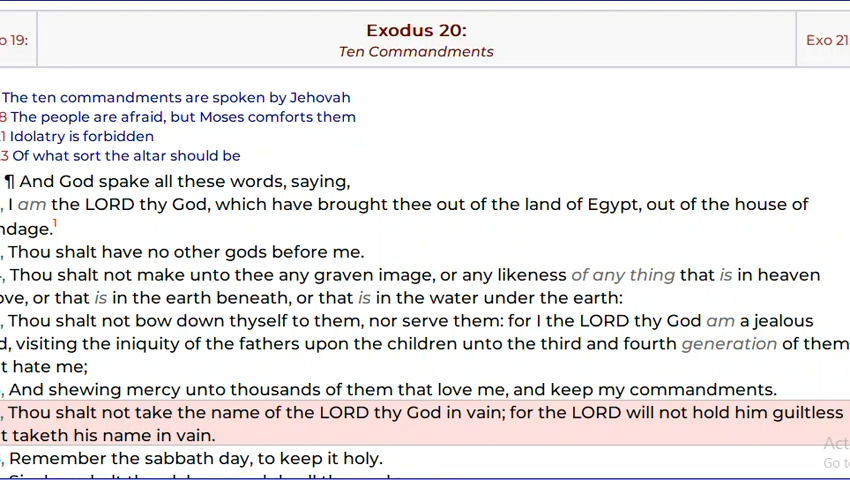 o 19:
Exodus 20:
Ten Commandments
Exo 21
The ten commandments are spoken by Jehovah
8 The people are afraid, but Moses comforts them
1 Idolatry is forbidden
3 Of what sort the altar should be
¶ And God spake all these words, saying,
, I am the LORD thy God, which have brought thee out of the land of Egypt, out of the house of
ndage.1
, Thou shalt have no other gods before me.
, Thou shalt not make unto thee any graven image, or any likeness of any thing that is in heaven
ove, or that is in the earth beneath, or that is in the water under the earth:
, Thou shalt not bow down thyself to them, nor serve them: for I the LORD thy God am a jealous
d, visiting the iniquity of the fathers upon the children unto the third and fourth generation of them
t hate me;
, And shewing mercy unto thousands of them that love me, and keep my commandments.
, Thou shalt not take the name of the LORD thy God in vain; for the LORD will not hold him guiltless
t taketh his name in vain.
Act
, Remember the sabbath day, to keep it holy.
Go to